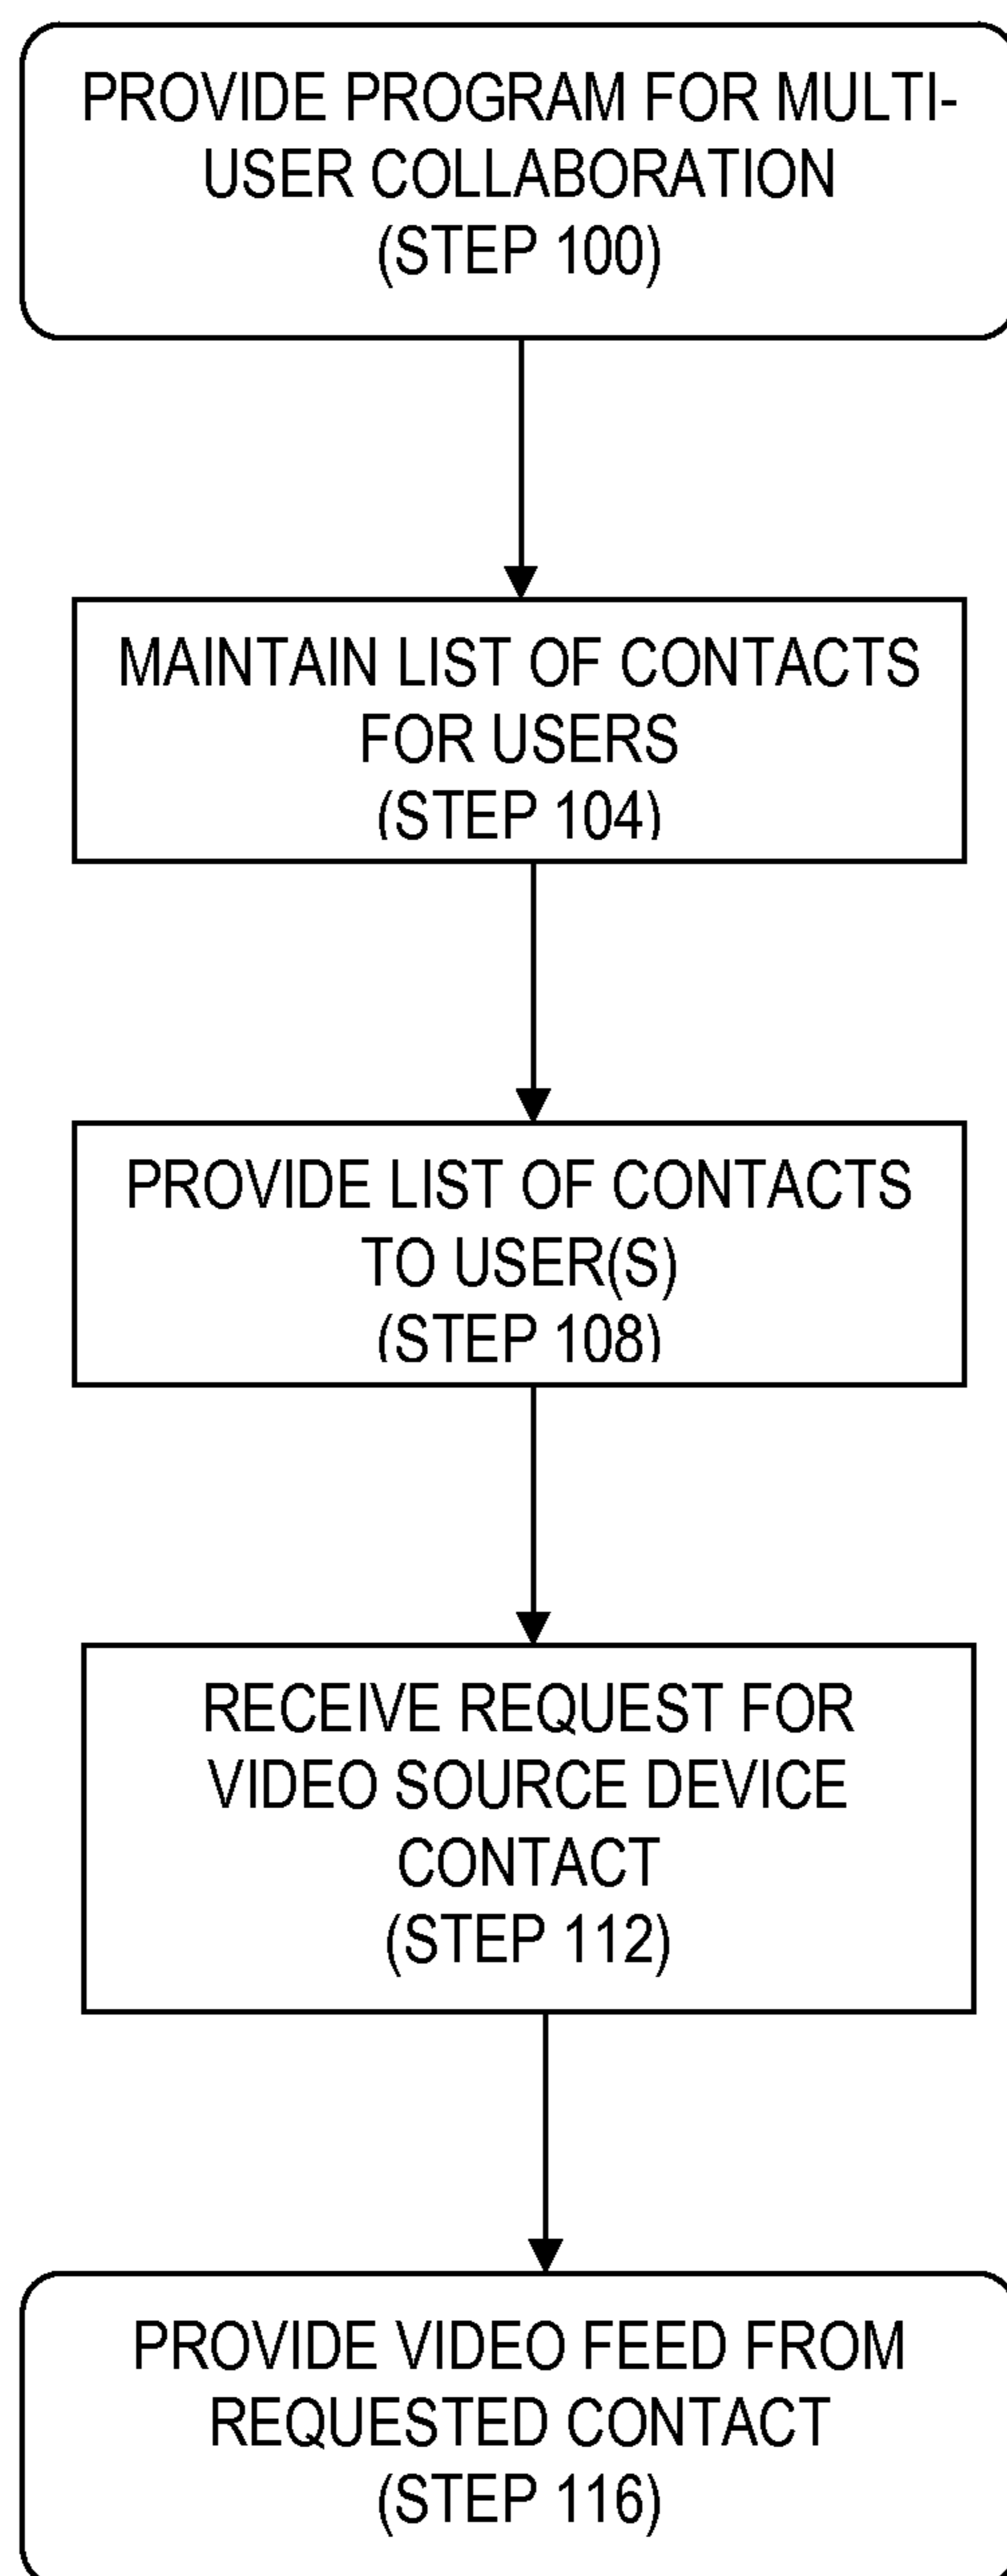 PROVIDE PROGRAM FOR MULTI-
USER COLLABORATION
(STEP 100)
MAINTAIN LIST OF CONTACTS
FOR USERS
(STEP 104)
PROVIDE LIST OF CONTACTS
TO USER(S)
(STEP 108)
RECEIVE REQUEST FOR
VIDEO SOURCE DEVICE
CONTACT
(STEP 112)
PROVIDE VIDEO FEED FROM
REQUESTED CONTACT
(STEP 116)